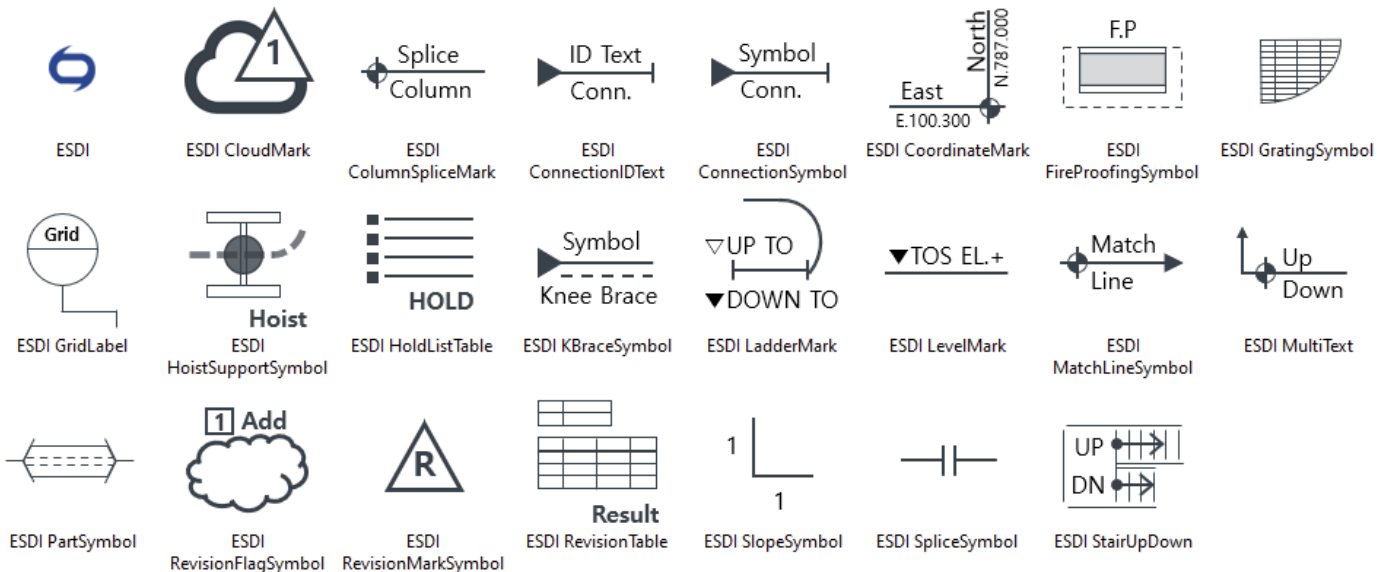 1
Splice
Column
ID Text
Conn.
Symbol
Conn.
North
N.787.000
East
E.100.300
F.P
ESDI
ESDI CloudMark
ESDI
ColumnSpliceMark
ESDI
ConnectionIDText
ESDI
ConnectionSymbol
ESDI CoordinateMark
ESDI
FireProofingSymbol
ESDI GratingSymbol
Grid
Hoist
HOLD
Symbol
Knee Brace
▽UP TO
▼DOWN TO
▼TOS EL.+
Match
Line
Up
Down
ESDI GridLabel
ESDI
HoistSupportSymbol
ESDI HoldListTable
ESDI KBraceSymbol
ESDI LadderMark
ESDI LevelMark
ESDI
MatchLineSymbol
ESDI MultiText
1 Add
R
Result
1
1
UP
DN
ESDI PartSymbol
ESDI
RevisionFlagSymbol
ESDI
RevisionMarkSymbol
ESDI RevisionTable
ESDI SlopeSymbol
ESDI SpliceSymbol
ESDI StairUpDown